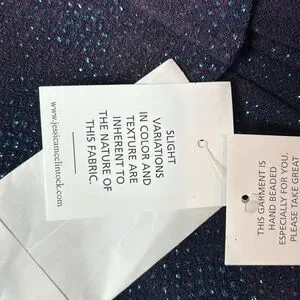 SLIGHT
VARIATIONS
IN COLOR AND
TEXTURE ARE
INHERENT TO
THE NATURE OF
THIS FABRIC.
www.jessicamcclintock.com
THIS GARMENT IS
HAND BEADED
ESPECIALLY FOR YOU.
PLEASE TAKE GREAT